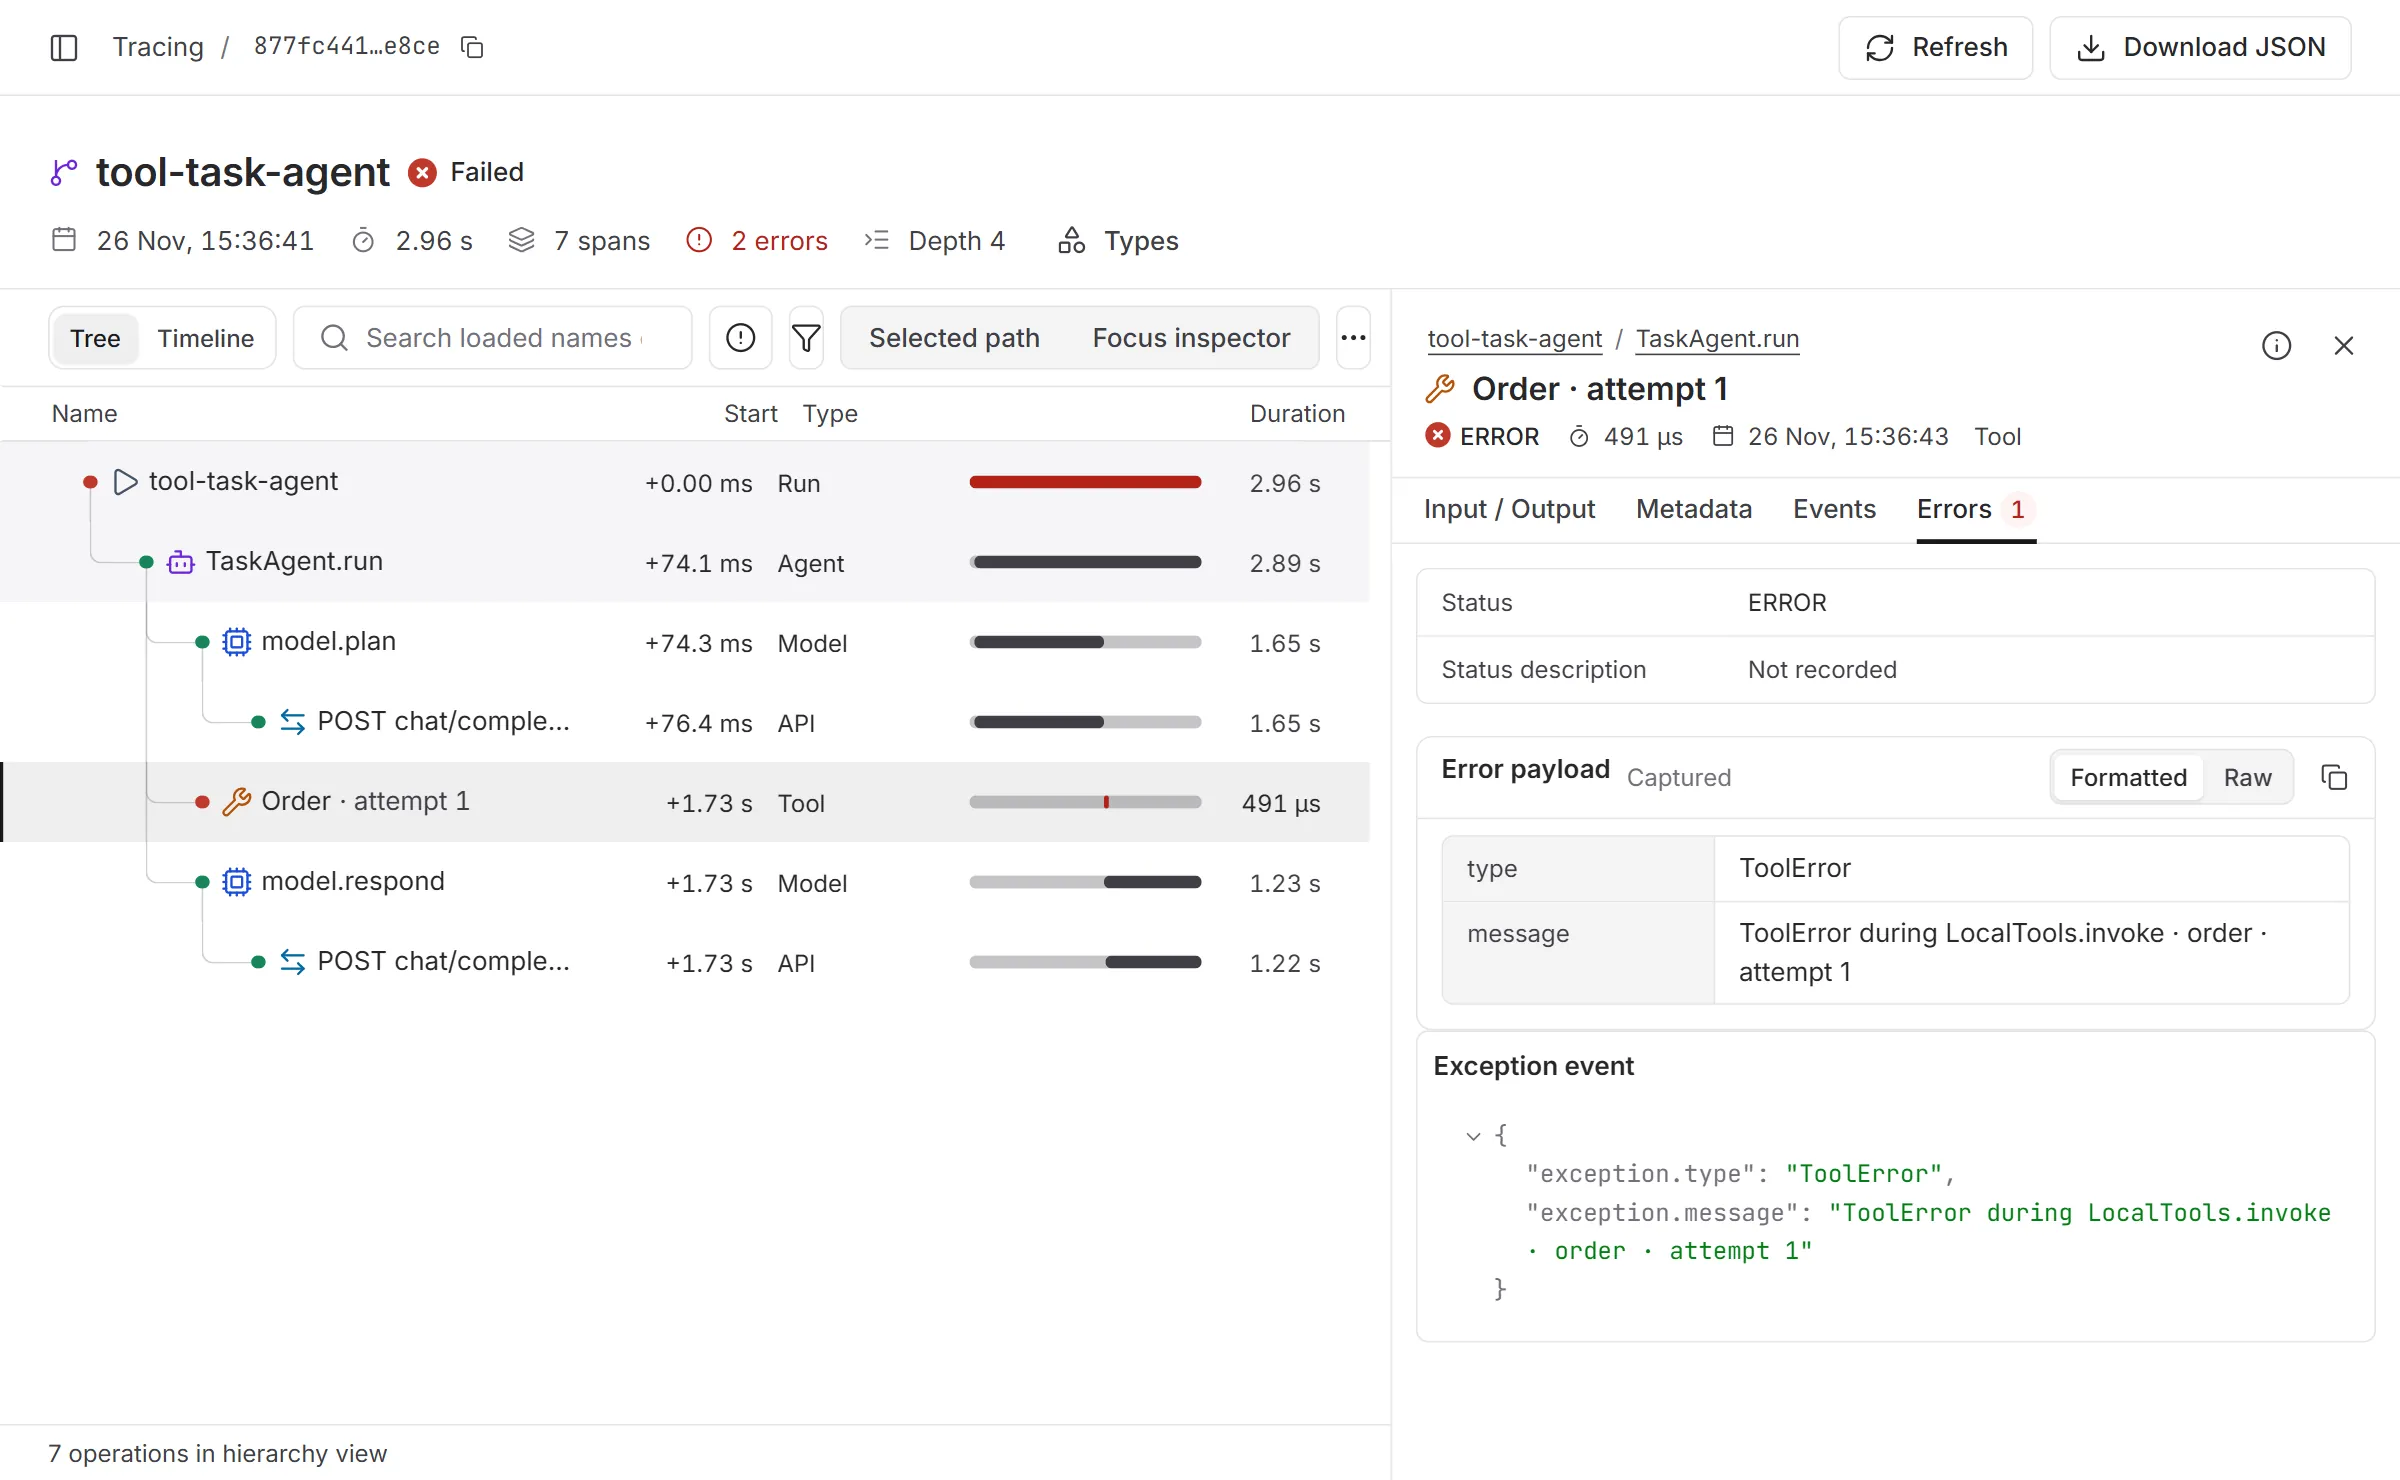 Tracing / 877fc441…e8ce
Refresh
Download JSON
tool-task-agent Failed
26 Nov, 15:36:41 2.96 s 7 spans 2 errors Depth 4 Types
Tree Timeline Search loaded names Selected path Focus inspector
Name Start Type Duration
tool-task-agent +0.00 ms Run 2.96 s
TaskAgent.run +74.1 ms Agent 2.89 s
model.plan +74.3 ms Model 1.65 s
POST chat/comple... +76.4 ms API 1.65 s
Order · attempt 1 +1.73 s Tool 491 µs
model.respond +1.73 s Model 1.23 s
POST chat/comple... +1.73 s API 1.22 s
7 operations in hierarchy view
tool-task-agent / TaskAgent.run
Order · attempt 1
ERROR 491 µs 26 Nov, 15:36:43 Tool
Input / Output Metadata Events Errors 1
Status ERROR
Status description Not recorded
Error payload Captured Formatted Raw
type ToolError
message ToolError during LocalTools.invoke · order ·
attempt 1
Exception event
{
"exception.type": "ToolError",
"exception.message": "ToolError during LocalTools.invoke
· order · attempt 1"
}